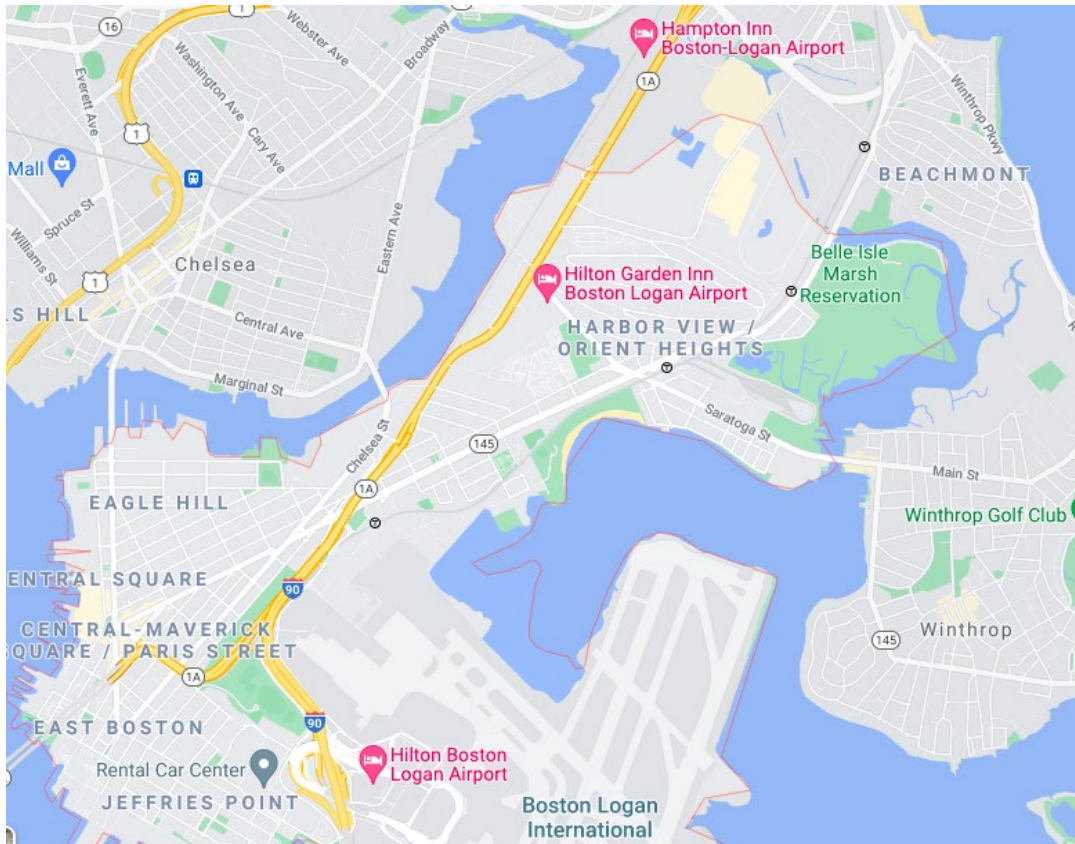 1
16
Webster Ave
Broadway
Hampton Inn
Boston-Logan Airport
Washington Ave
Everett Ave
1A
Cary Ave
Winthrop Pkwy
1
Mall
BEACHMONT
Spruce St
Eastern Ave
Williams St
Chelsea
Belle Isle
Marsh
Reservation
1
Hilton Garden Inn
Boston Logan Airport
LS HILL
Central Ave
HARBOR VIEW /
ORIENT HEIGHTS
Marginal St
Saratoga St
Chelsea St
145
Main St
1A
EAGLE HILL
Winthrop Golf Club
ENTRAL SQUARE
90
CENTRAL-MAVERICK
SQUARE / PARIS STREET
Winthrop
145
1A
EAST BOSTON
90
Hilton Boston
Logan Airport
Rental Car Center
JEFFRIES POINT
Boston Logan
International